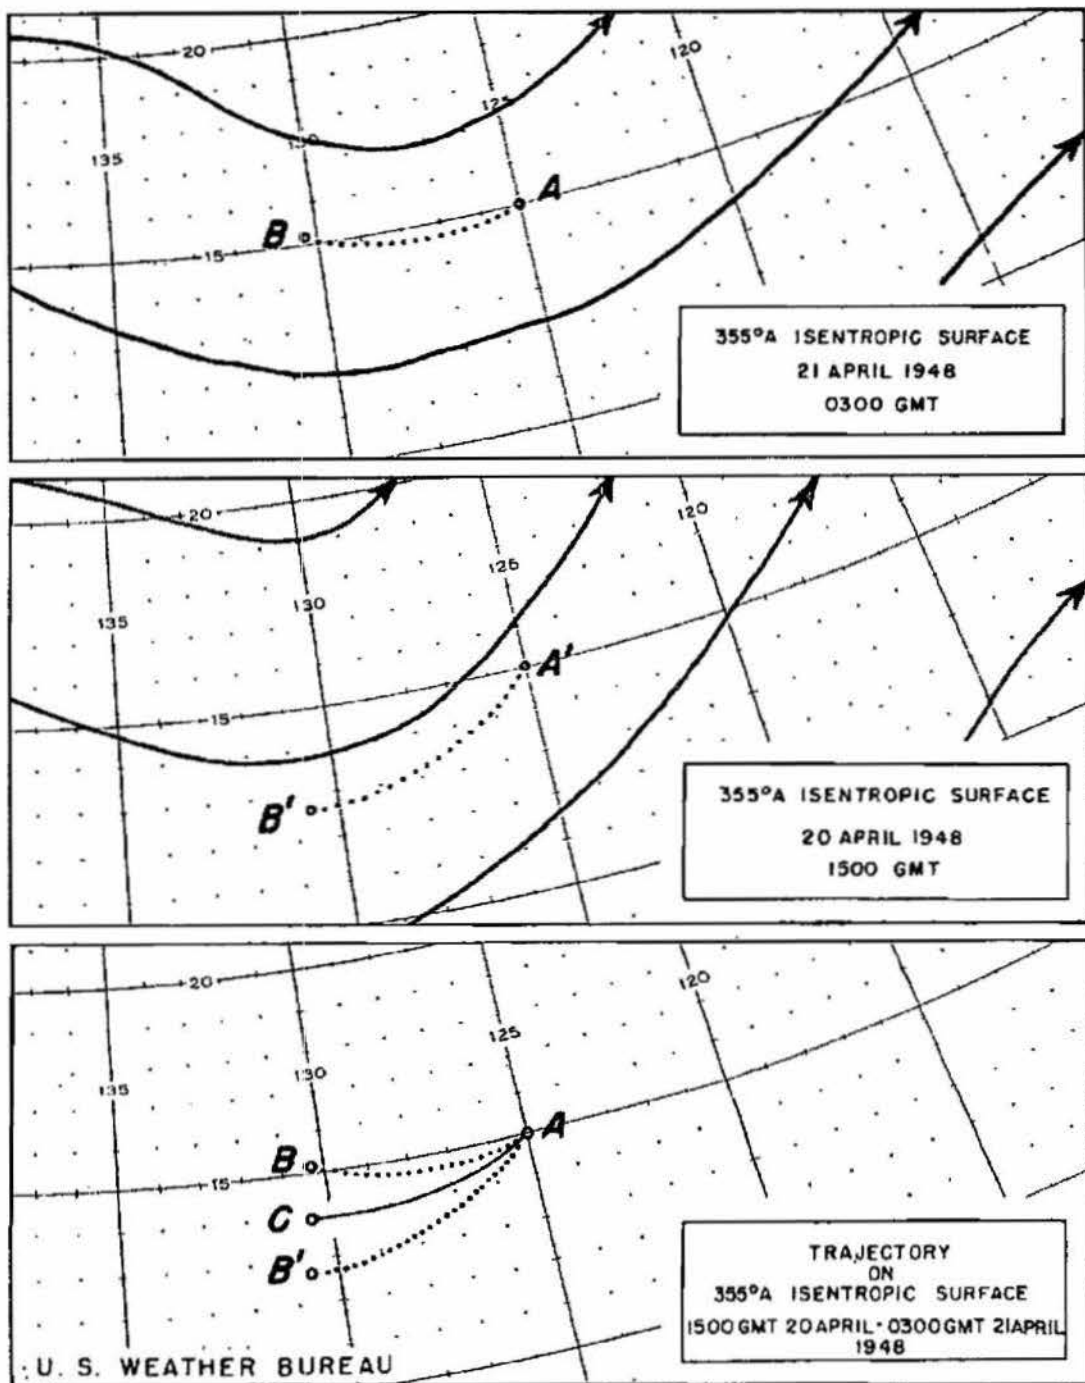 20
120
125
130
135
A
B
15
355°A ISENTROPIC SURFACE
21 APRIL 1948
0300 GMT
20
120
125
130
135
A'
15
B'
355°A ISENTROPIC SURFACE
20 APRIL 1948
1500 GMT
20
120
125
130
135
A
B
15
C
B'
TRAJECTORY
ON
355°A ISENTROPIC SURFACE
1500 GMT 20 APRIL - 0300 GMT 21 APRIL
1948
U. S. WEATHER BUREAU